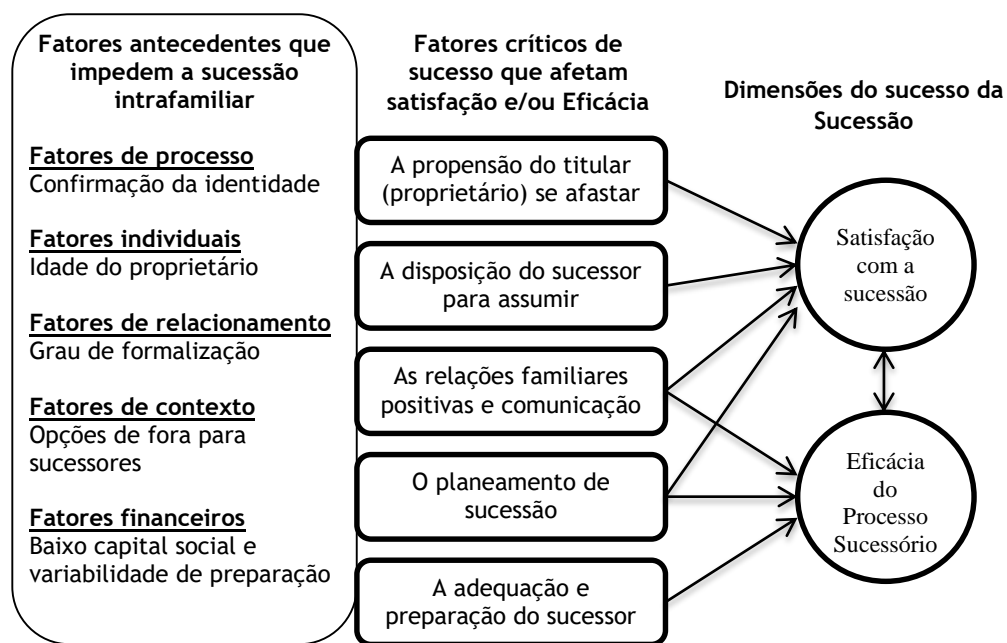 Fatores antecedentes que
impedem a sucessão
intrafamiliar
Fatores de processo
Confirmação da identidade
Fatores individuais
Idade do proprietário
Fatores de relacionamento
Grau de formalização
Fatores de contexto
Opções de fora para
sucessores
Fatores financeiros
Baixo capital social e
variabilidade de preparação
Fatores críticos de
sucesso que afetam
satisfação e/ou Eficácia
A propensão do titular
(proprietário) se afastar
A disposição do sucessor
para assumir
As relações familiares
positivas e comunicação
O planeamento de
sucessão
A adequação e
preparação do sucessor
Dimensões do sucesso da
Sucessão
Satisfação
com a
sucessão
Eficácia
do
Processo
Sucessório